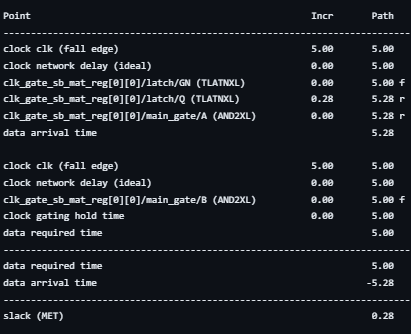 Point Incr Path
--------------------------------------------------------------------------
clock clk (fall edge) 5.00 5.00
clock network delay (ideal) 0.00 5.00
clk_gate_sb_mat_reg[0][0]/latch/GN (TLATNXL) 0.00 5.00 f
clk_gate_sb_mat_reg[0][0]/latch/Q (TLATNXL) 0.28 5.28 r
clk_gate_sb_mat_reg[0][0]/main_gate/A (AND2XL) 0.00 5.28 r
data arrival time 5.28
clock clk (fall edge) 5.00 5.00
clock network delay (ideal) 0.00 5.00
clk_gate_sb_mat_reg[0][0]/main_gate/B (AND2XL) 0.00 5.00 f
clock gating hold time 0.00 5.00
data required time 5.00
--------------------------------------------------------------------------
data required time 5.00
data arrival time -5.28
--------------------------------------------------------------------------
slack (MET) 0.28